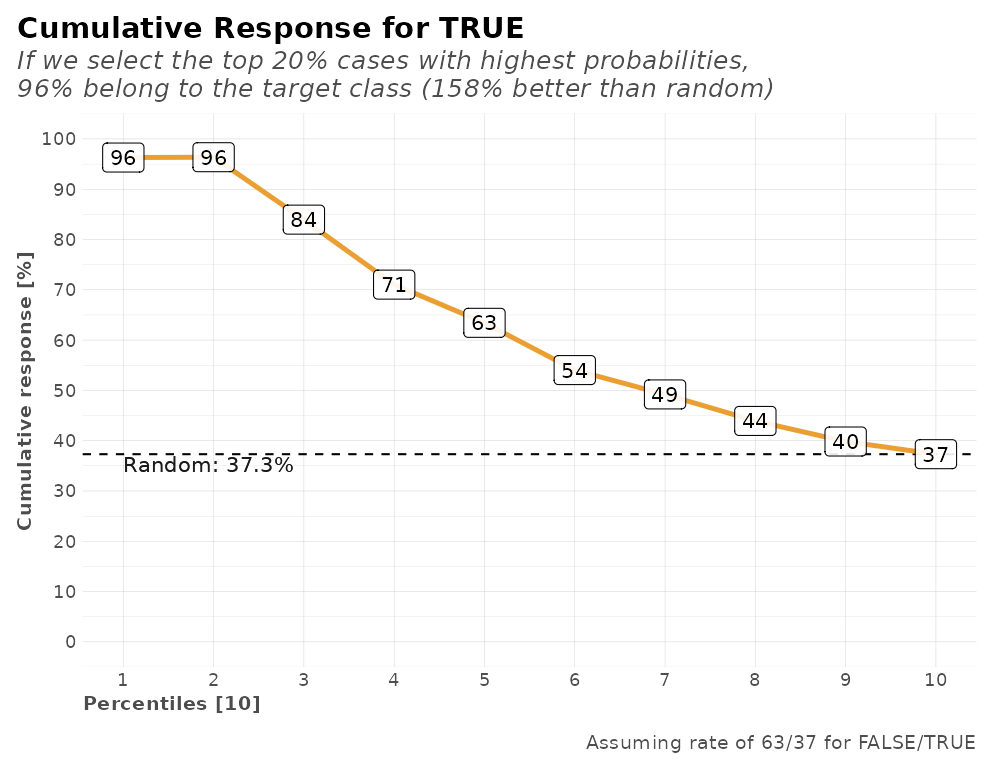 Cumulative Response for TRUE
If we select the top 20% cases with highest probabilities,
96% belong to the target class (158% better than random)
Cumulative response [%]
100
90
80
70
60
50
40
30
20
10
0
96
96
84
71
63
54
49
44
40
37
Random: 37.3%
1 2 3 4 5 6 7 8 9 10
Percentiles [10]
Assuming rate of 63/37 for FALSE/TRUE